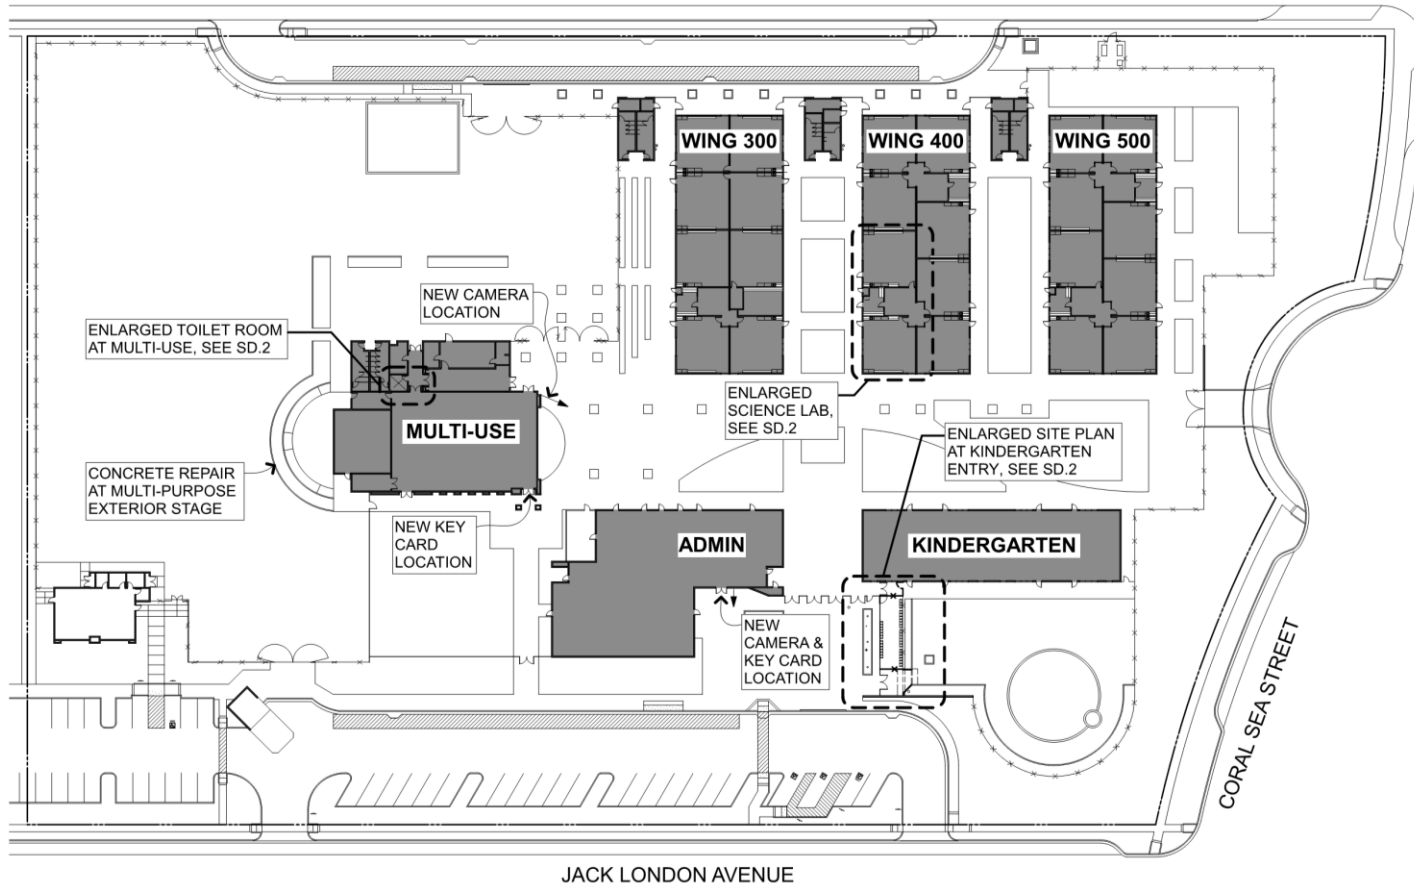 WING 300
WING 400
WING 500
NEW CAMERA
LOCATION
ENLARGED TOILET ROOM
AT MULTI-USE, SEE SD.2
ENLARGED
SCIENCE LAB,
SEE SD.2
MULTI-USE
ENLARGED SITE PLAN
AT KINDERGARTEN
ENTRY, SEE SD.2
CONCRETE REPAIR
AT MULTI-PURPOSE
EXTERIOR STAGE
NEW KEY
CARD
LOCATION
ADMIN
KINDERGARTEN
NEW
CAMERA &
KEY CARD
LOCATION
CORAL SEA STREET
JACK LONDON AVENUE